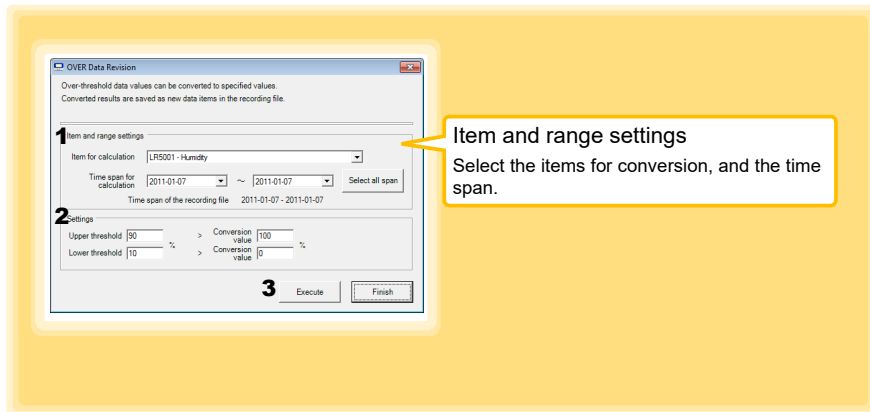 OVER Data Revision
Over-threshold data values can be converted to specified values.
Converted results are saved as new data items in the recording file.
1 Item and range settings
Item for calculation LR5001 - Humidity
Time span for
calculation 2011-01-07 ~ 2011-01-07 Select all span
Time span of the recording file 2011-01-07 - 2011-01-07
2 Settings
Upper threshold 90 % > Conversion
value 100 %
Lower threshold 10 > Conversion
value 0
3 Execute Finish
Item and range settings
Select the items for conversion, and the time
span.